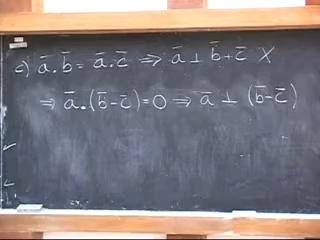 c) a̅.b̅ = a̅.c̅ ⇒ a̅ ⊥ b̅+c̅ X
⇒ a̅.(b̅-c̅)=0 ⇒ a̅ ⊥ (b̅-c̅)